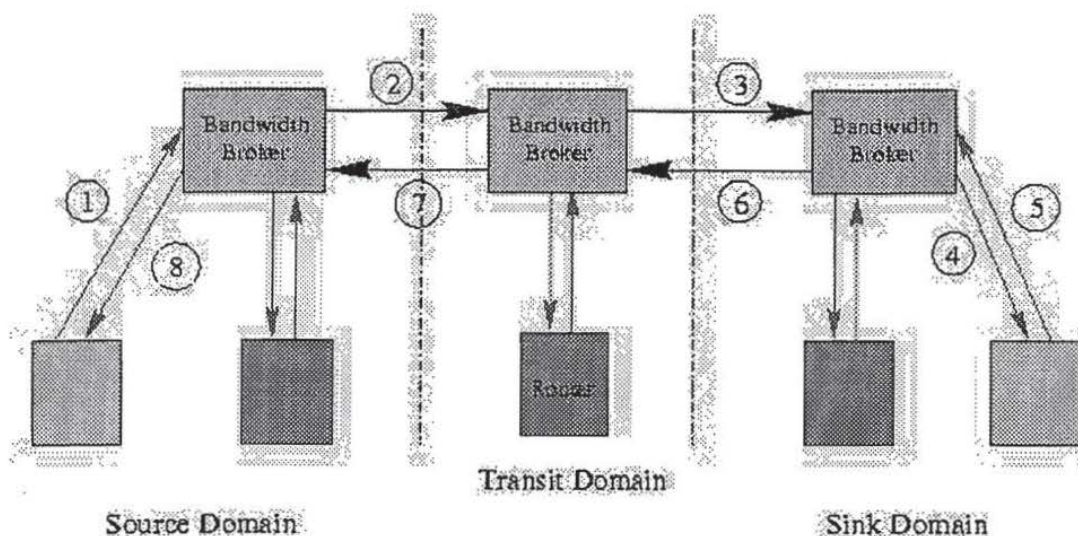 2
3
Bandwidth
Broker
Bandwidth
Broker
Bandwidth
Broker
1
7
6
5
8
4
Router
Transit Domain
Source Domain
Sink Domain